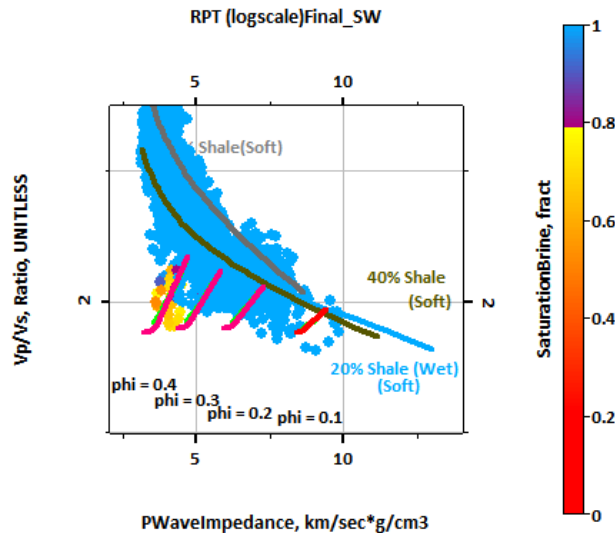 RPT (logscale)Final_SW
5
10
Shale(Soft)
Vp/Vs, Ratio, UNITLESS
2
2
40% Shale
(Soft)
20% Shale (Wet)
(Soft)
phi = 0.4
phi = 0.3
phi = 0.2
phi = 0.1
5
10
PWaveImpedance, km/sec*g/cm3
SaturationBrine, fract
1
0.8
0.6
0.4
0.2
0